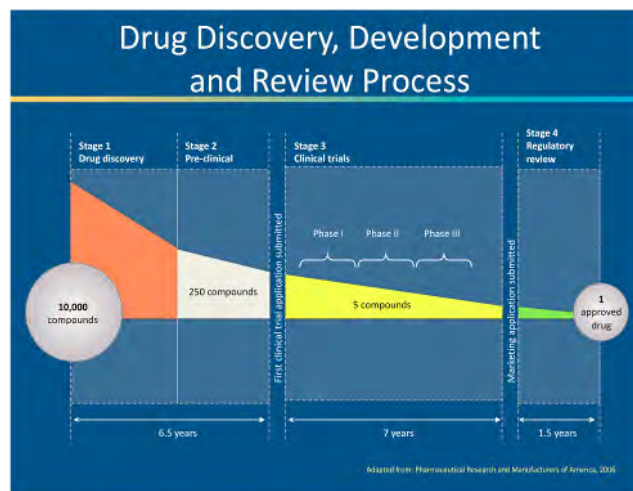 Drug Discovery, Development
and Review Process
Stage 1
Drug discovery
Stage 2
Pre-clinical
Stage 3
Clinical trials
Stage 4
Regulatory
review
10,000
compounds
250 compounds
First clinical trial application submitted
Phase I
Phase II
Phase III
5 compounds
Marketing application submitted
1
approved
drug
6.5 years
7 years
1.5 years
Adapted from: Pharmaceutical Research and Manufacturers of America, 2006